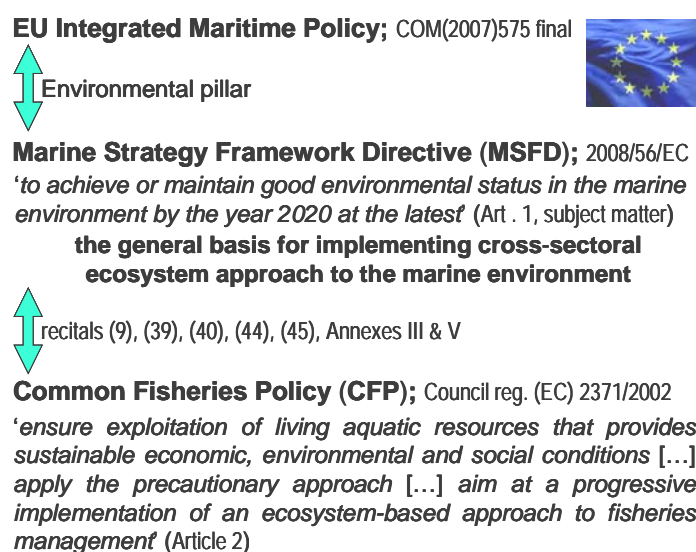 EU Integrated Maritime Policy; COM(2007)575 final
Environmental pillar
Marine Strategy Framework Directive (MSFD); 2008/56/EC
‘to achieve or maintain good environmental status in the marine
environment by the year 2020 at the latest’ (Art . 1, subject matter)
the general basis for implementing cross-sectoral
ecosystem approach to the marine environment
recitals (9), (39), (40), (44), (45), Annexes III & V
Common Fisheries Policy (CFP); Council reg. (EC) 2371/2002
‘ensure exploitation of living aquatic resources that provides
sustainable economic, environmental and social conditions […]
apply the precautionary approach […] aim at a progressive
implementation of an ecosystem-based approach to fisheries
management’ (Article 2)